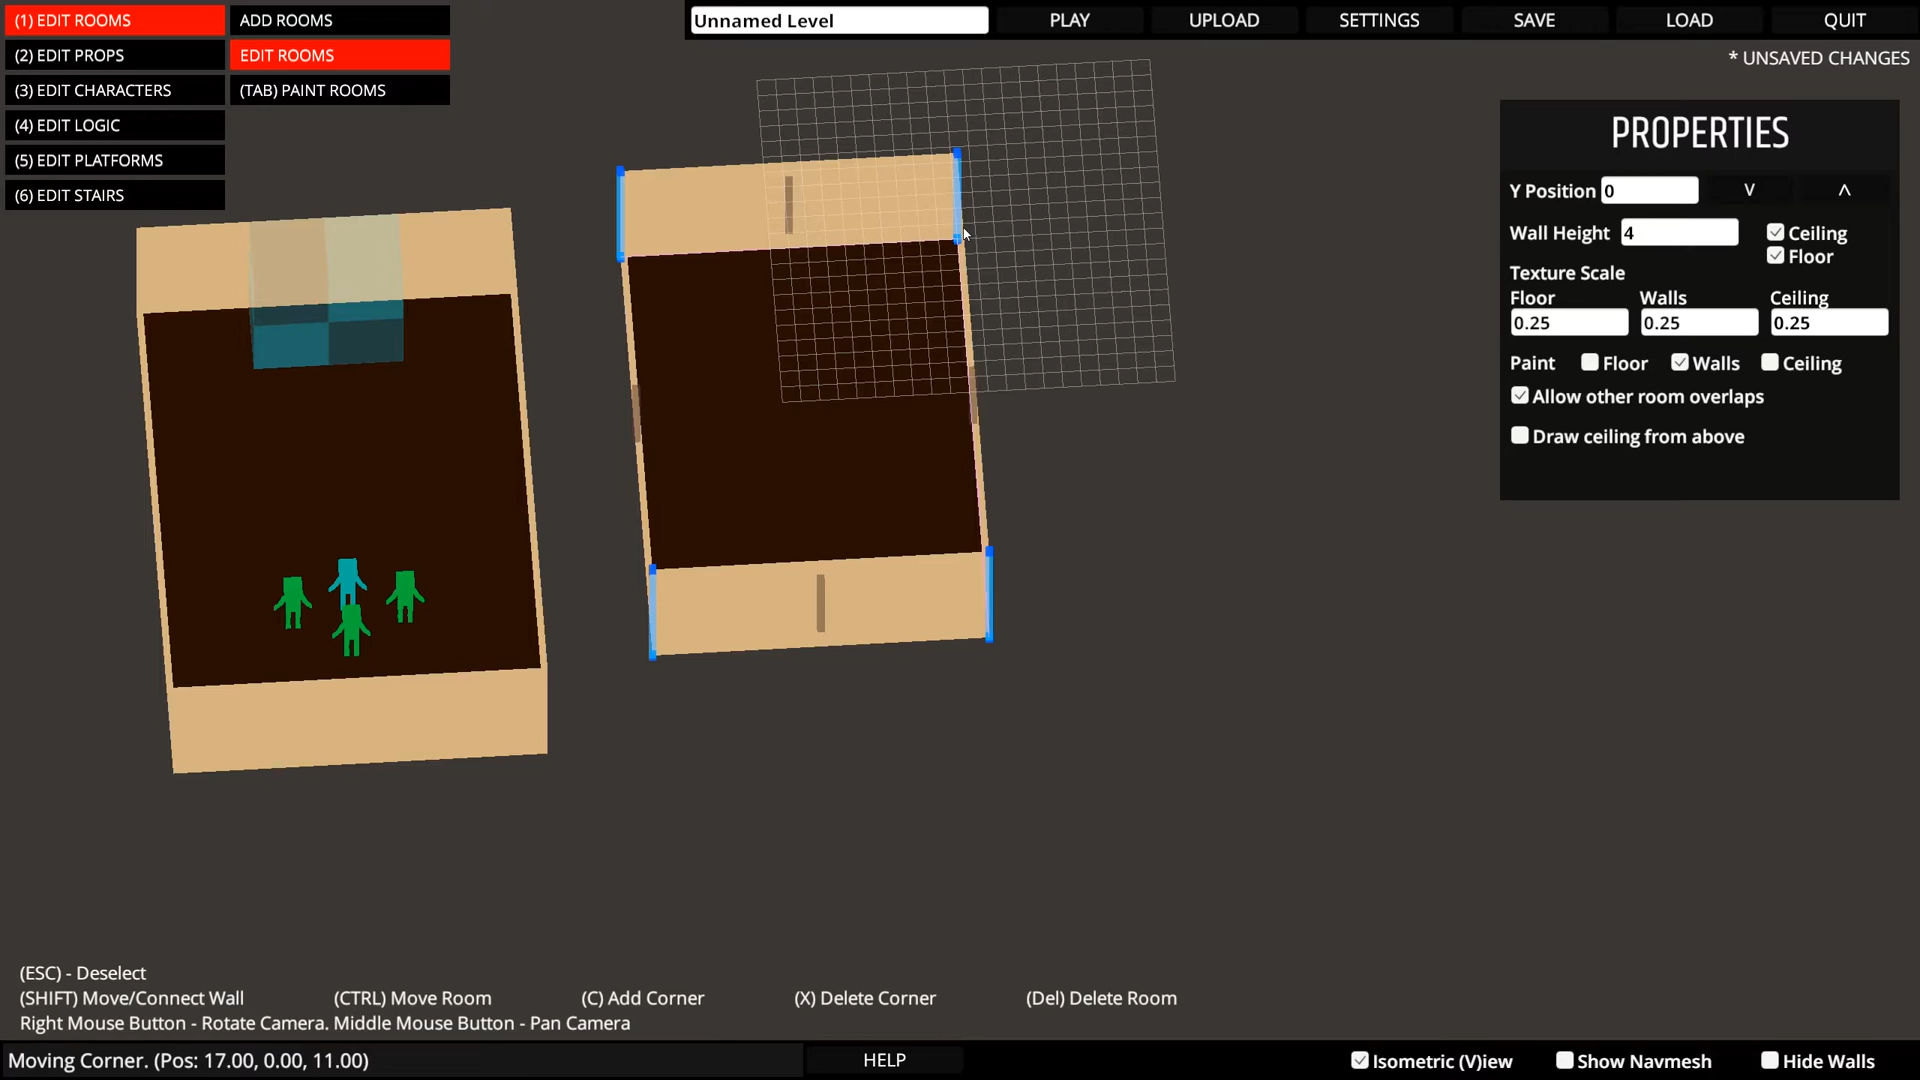 (1) EDIT ROOMS
ADD ROOMS
Unnamed Level
PLAY
UPLOAD
SETTINGS
SAVE
LOAD
QUIT
(2) EDIT PROPS
EDIT ROOMS
* UNSAVED CHANGES
(3) EDIT CHARACTERS
(TAB) PAINT ROOMS
(4) EDIT LOGIC
(5) EDIT PLATFORMS
(6) EDIT STAIRS
PROPERTIES
Y Position 0 V Λ
Wall Height 4
Ceiling
Floor
Texture Scale
Floor Walls Ceiling
0.25 0.25 0.25
Paint Floor Walls Ceiling
Allow other room overlaps
Draw ceiling from above
(ESC) - Deselect
(SHIFT) Move/Connect Wall (CTRL) Move Room (C) Add Corner (X) Delete Corner (Del) Delete Room
Right Mouse Button - Rotate Camera. Middle Mouse Button - Pan Camera
Moving Corner. (Pos: 17.00, 0.00, 11.00)
HELP
Isometric (V)iew
Show Navmesh
Hide Walls